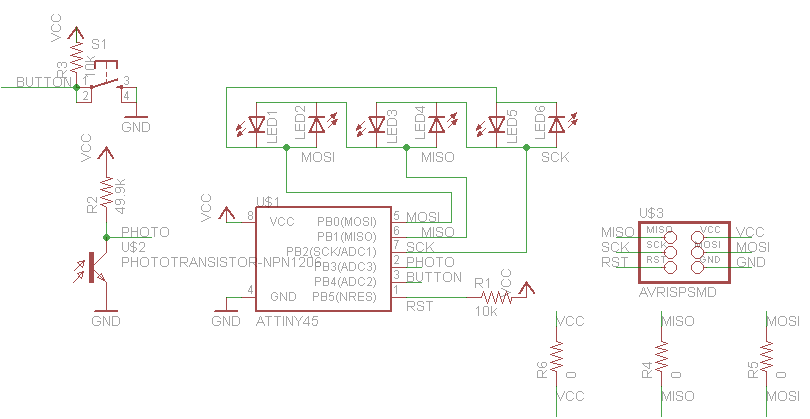 VCC
S1
R3
10K
BUTTON
1
3
2
4
GND
LED1
LED2
LED3
LED4
LED5
LED6
MOSI
MISO
SCK
VCC
R2
49.9k
PHOTO
U$2
PHOTOTRANSISTOR-NPN1206
GND
VCC
U$1
8
VCC
PB0(MOSI)
5
MOSI
PB1(MISO)
6
MISO
PB2(SCK/ADC1)
7
SCK
PB3(ADC3)
2
PHOTO
PB4(ADC2)
3
BUTTON
4
GND
PB5(NRES)
1
RST
GND
ATTINY45
R1
10k
VCC
U$3
MISO
MISO
VCC
VCC
SCK
SCK
MOSI
MOSI
RST
RST
GND
GND
AVRISPSMD
VCC
MISO
MOSI
R6
0
R4
0
R5
0
VCC
MISO
MOSI